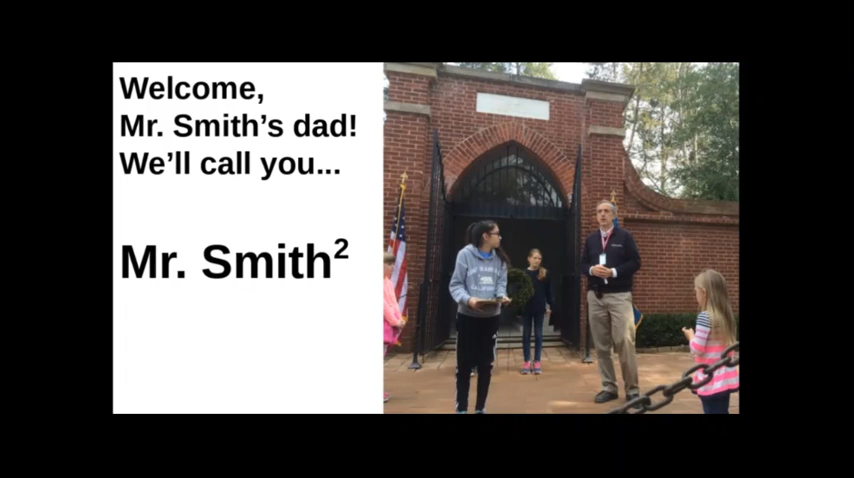 Welcome,
Mr. Smith’s dad!
We’ll call you...
Mr. Smith²